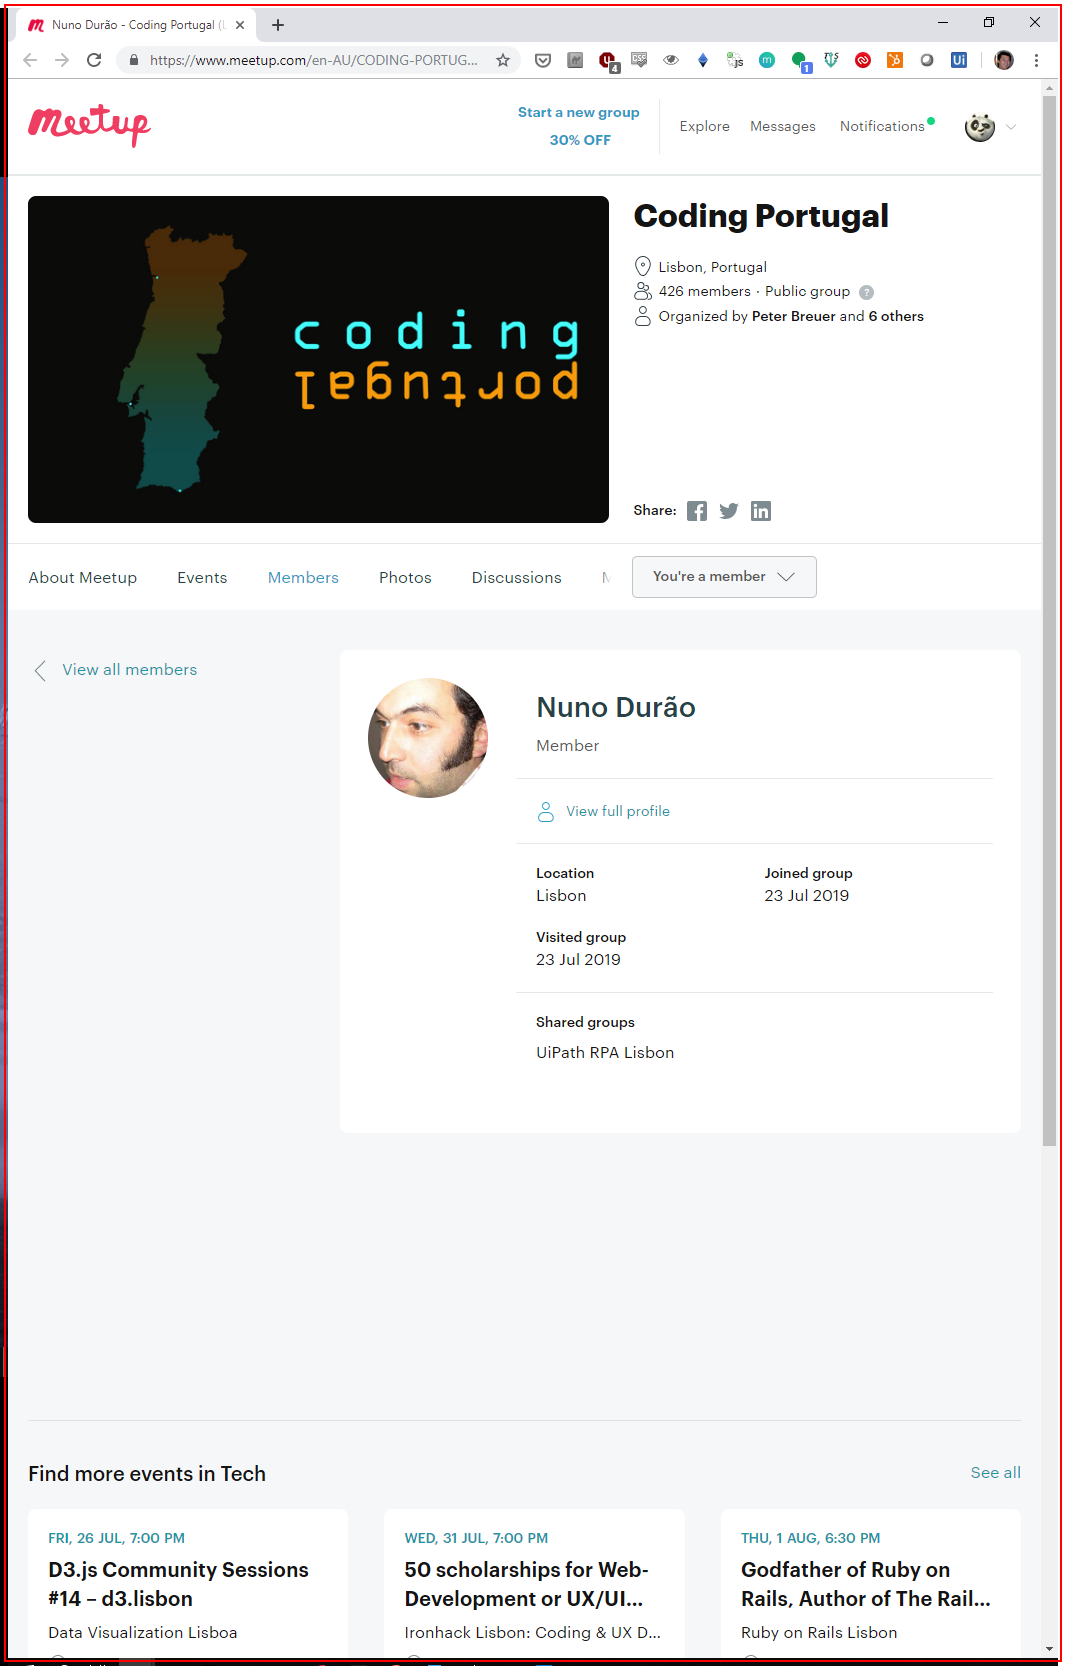 Nuno Durão - Coding Portugal (L
https://www.meetup.com/en-AU/CODING-PORTUG...
4
CSS
JS
m
1
Ui
Meetup
Start a new group
30% OFF
Explore
Messages
Notifications
coding
portugal
Coding Portugal
Lisbon, Portugal
426 members · Public group ?
Organized by Peter Breuer and 6 others
Share:
About Meetup
Events
Members
Photos
Discussions
You're a member
View all members
Nuno Durão
Member
View full profile
Location
Lisbon
Joined group
23 Jul 2019
Visited group
23 Jul 2019
Shared groups
UiPath RPA Lisbon
Find more events in Tech
See all
FRI, 26 JUL, 7:00 PM
D3.js Community Sessions
#14 – d3.lisbon
Data Visualization Lisboa
WED, 31 JUL, 7:00 PM
50 scholarships for Web-
Development or UX/UI...
Ironhack Lisbon: Coding & UX D...
THU, 1 AUG, 6:30 PM
Godfather of Ruby on
Rails, Author of The Rail...
Ruby on Rails Lisbon